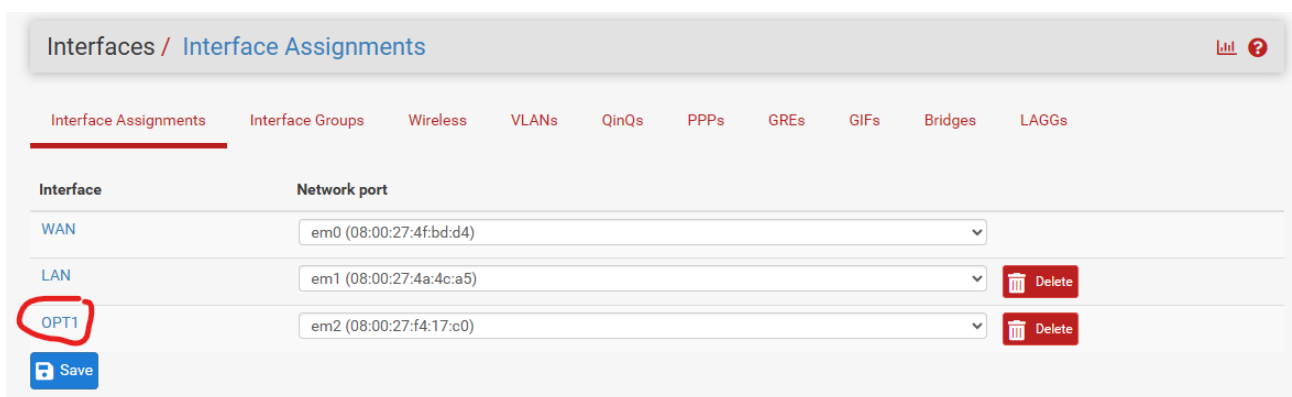 Interfaces / Interface Assignments
Interface Assignments Interface Groups Wireless VLANs QinQs PPPs GREs GIFs Bridges LAGGs
Interface Network port
WAN em0 (08:00:27:4f:bd:d4)
LAN em1 (08:00:27:4a:4c:a5) Delete
OPT1 em2 (08:00:27:f4:17:c0) Delete
Save